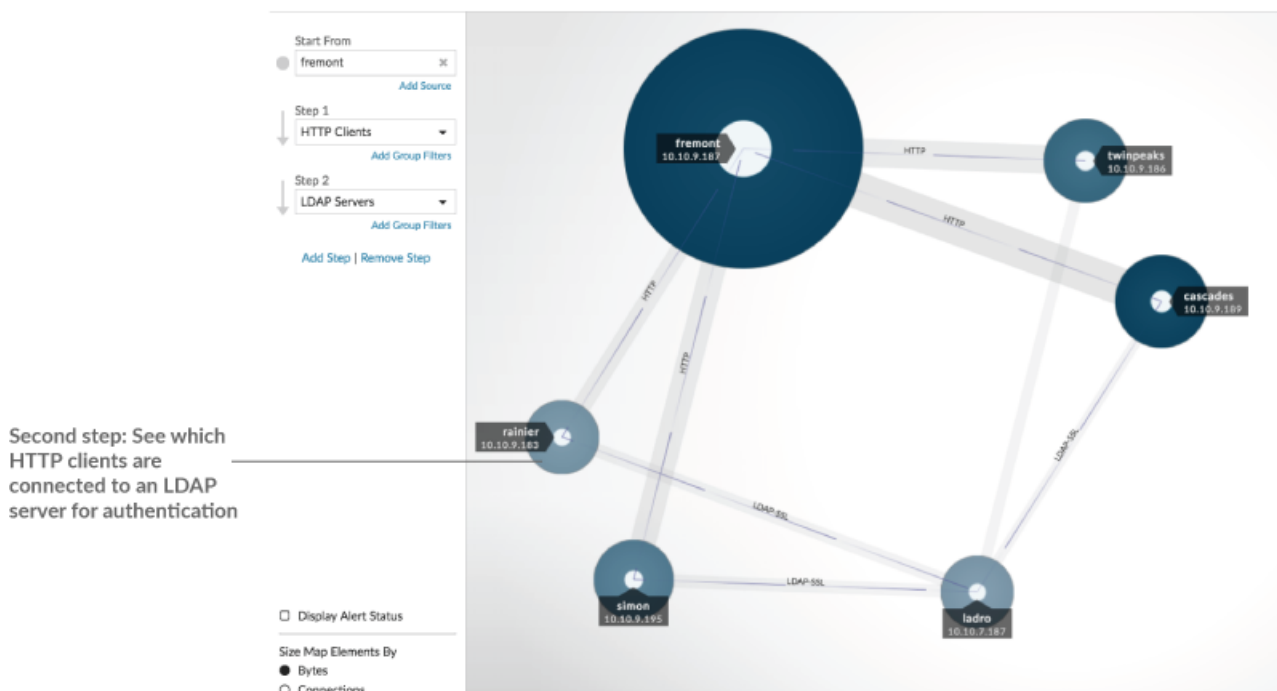 Start From
fremont
Add Source
Step 1
HTTP Clients
Add Group Filters
Step 2
LDAP Servers
Add Group Filters
Add Step | Remove Step
Second step: See which
HTTP clients are
connected to an LDAP
server for authentication
Display Alert Status
Size Map Elements By
Bytes
Connections
fremont
10.10.9.187
HTTP
twinpeaks
10.10.9.186
HTTP
cascades
10.10.9.189
HTTP
HTTP
rainier
10.10.9.183
LDAP-SSL
LDAP-SSL
LDAP-SSL
simon
10.10.9.195
ladro
10.10.7.187